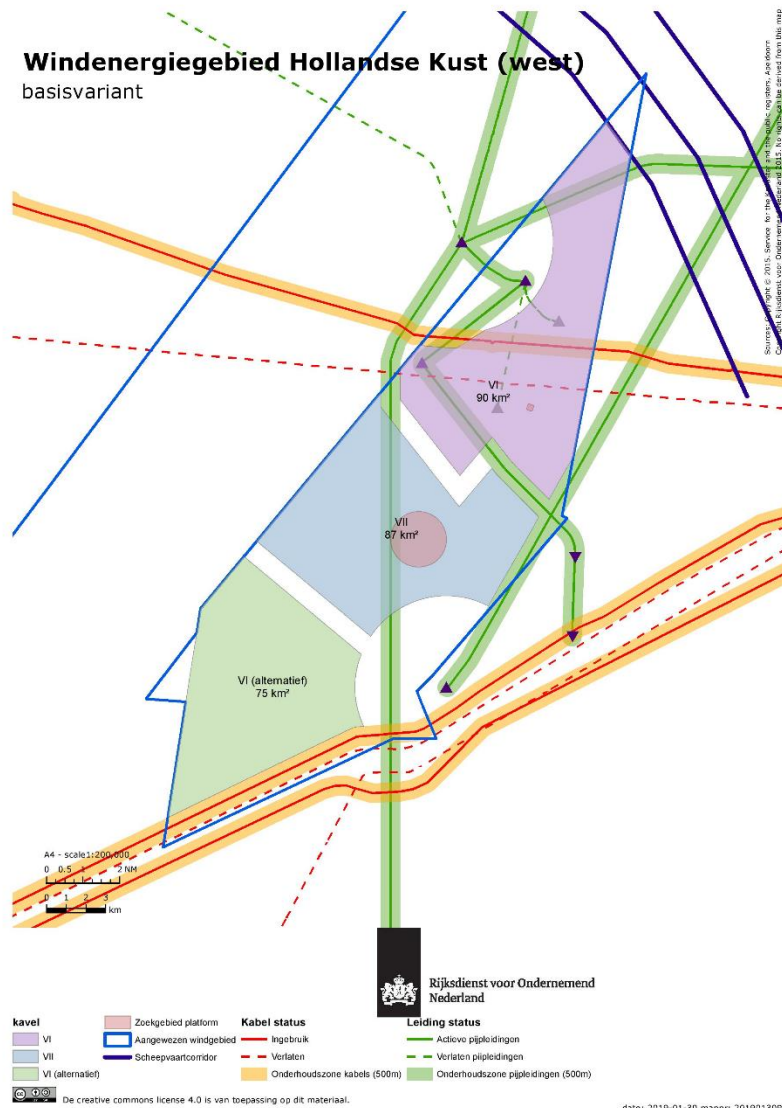 Windenergiegebied Hollandse Kust (west)
basisvariant
VI
90 km²
VII
87 km²
VI (alternatief)
75 km²
A4 - scale1:200,000
0 0.5 1 2 NM
0 1 2 3
km
Rijksdienst voor Ondernemend
Nederland
kavel
VI
VII
VI (alternatief)
Zoekgebied platform
Aangewezen windgebied
Scheepvaartcorridor
Kabel status
Ingebruik
Verlaten
Onderhoudszone kabels (500m)
Leiding status
Actieve pijpleidingen
Verlaten pijpleidingen
Onderhoudszone pijpleidingen (500m)
De creative commons license 4.0 is van toepassing op dit materiaal.